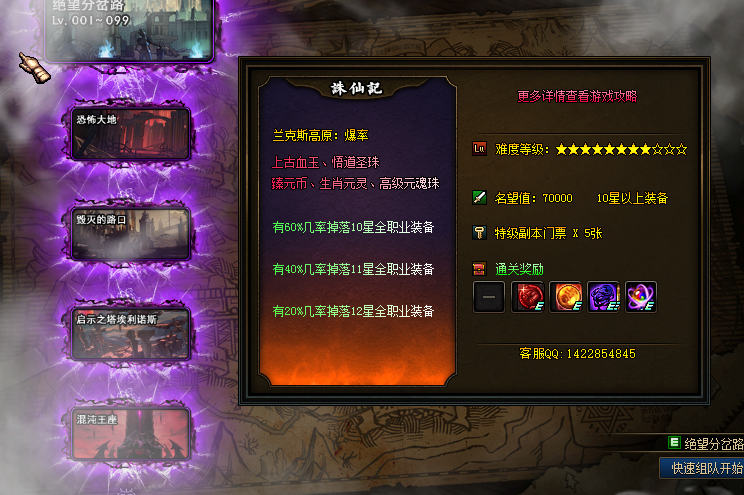 绝望分岔路
Lv.001~099
恐怖大地
毁灭的路口
启示之塔埃利诺斯
混沌王座
誅仙記
兰克斯高原：爆率
上古血玉、悟道圣珠
臻元币、生肖元灵、高级元魂珠
有60%几率掉落10星全职业装备
有40%几率掉落11星全职业装备
有20%几率掉落12星全职业装备
更多详情查看游戏攻略
Lv 难度等级：★★★★★★★★☆☆☆
名望值：70000 10星以上装备
特级副本门票 X 5张
通关奖励
E E E E
客服QQ:1422854845
E 绝望分岔路
快速组队开始